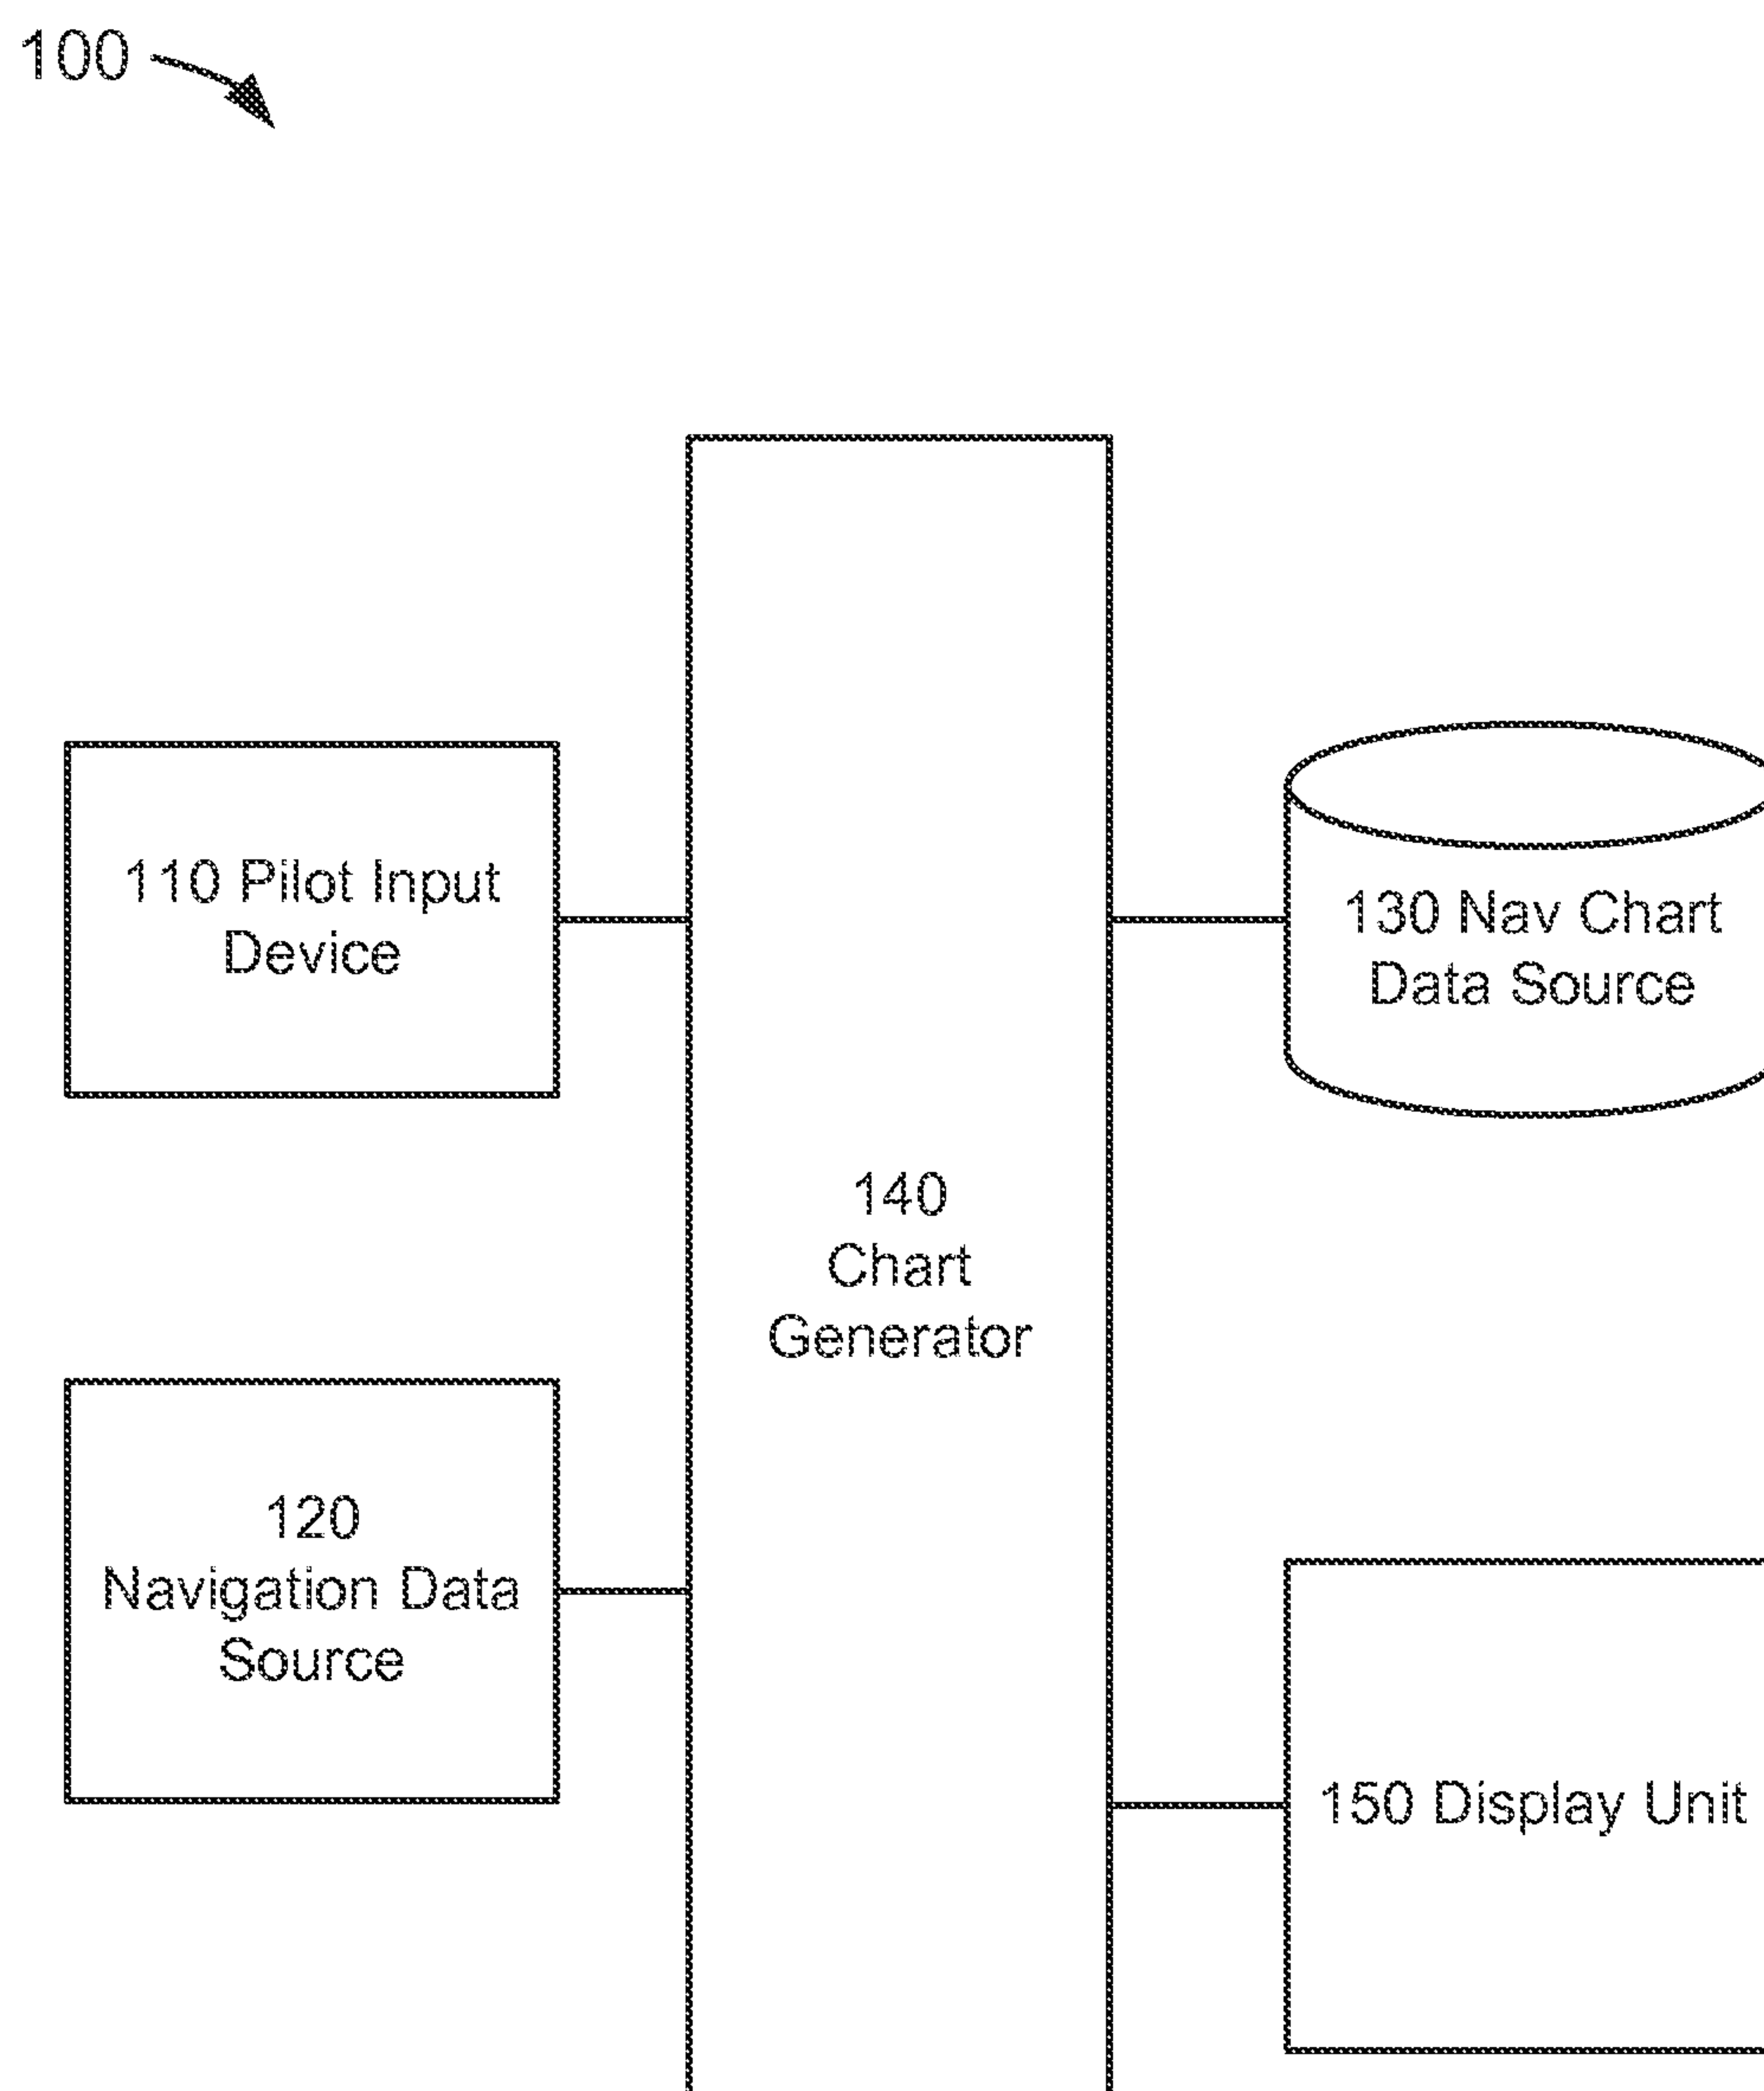 100
110 Pilot Input
Device
130 Nav Chart
Data Source
140
Chart
Generator
120
Navigation Data
Source
150 Display Unit